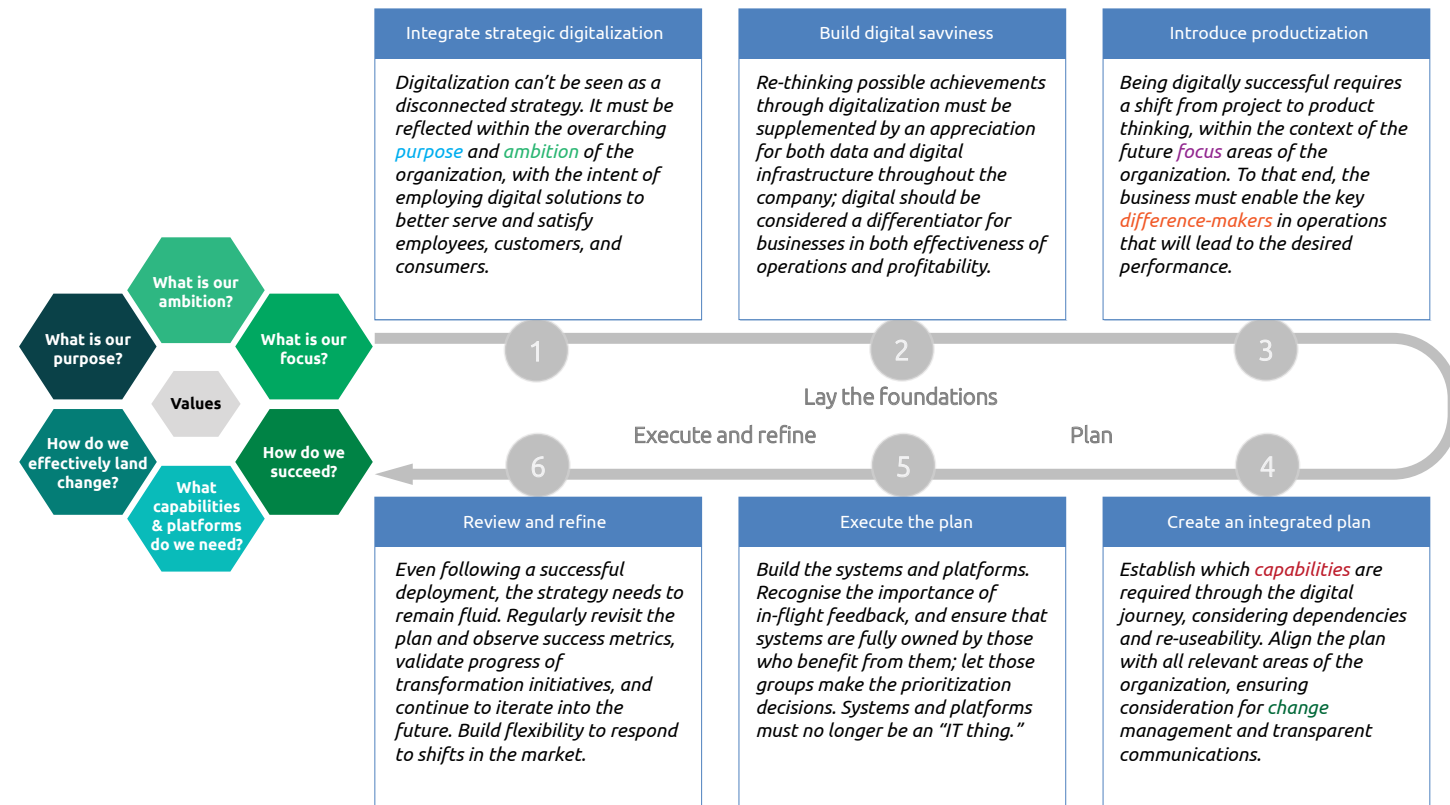 What is our
ambition?
What is our
purpose?
What is our
focus?
Values
How do we
effectively land
change?
How do we
succeed?
What
capabilities
& platforms
do we need?
Integrate strategic digitalization
Digitalization can’t be seen as a
disconnected strategy. It must be
reflected within the overarching
purpose and ambition of the
organization, with the intent of
employing digital solutions to
better serve and satisfy
employees, customers, and
consumers.
Build digital savviness
Re-thinking possible achievements
through digitalization must be
supplemented by an appreciation
for both data and digital
infrastructure throughout the
company; digital should be
considered a differentiator for
businesses in both effectiveness of
operations and profitability.
Introduce productization
Being digitally successful requires
a shift from project to product
thinking, within the context of the
future focus areas of the
organization. To that end, the
business must enable the key
difference-makers in operations
that will lead to the desired
performance.
1
2
3
Lay the foundations
Execute and refine
Plan
6
5
4
Review and refine
Even following a successful
deployment, the strategy needs to
remain fluid. Regularly revisit the
plan and observe success metrics,
validate progress of
transformation initiatives, and
continue to iterate into the
future. Build flexibility to respond
to shifts in the market.
Execute the plan
Build the systems and platforms.
Recognise the importance of
in-flight feedback, and ensure that
systems are fully owned by those
who benefit from them; let those
groups make the prioritization
decisions. Systems and platforms
must no longer be an “IT thing.”
Create an integrated plan
Establish which capabilities are
required through the digital
journey, considering dependencies
and re-useability. Align the plan
with all relevant areas of the
organization, ensuring
consideration for change
management and transparent
communications.